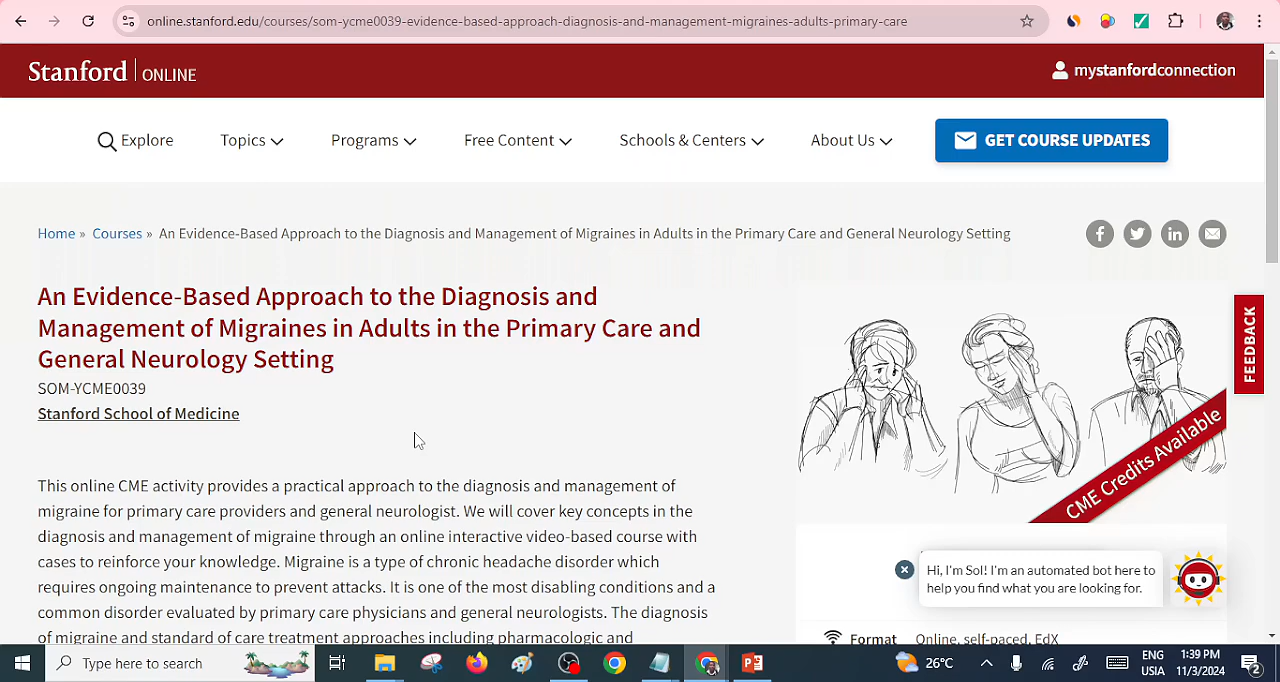 online.stanford.edu/courses/som-ycme0039-evidence-based-approach-diagnosis-and-management-migraines-adults-primary-care
Stanford | ONLINE
mystanfordconnection
Explore
Topics
Programs
Free Content
Schools & Centers
About Us
GET COURSE UPDATES
Home » Courses » An Evidence-Based Approach to the Diagnosis and Management of Migraines in Adults in the Primary Care and General Neurology Setting
An Evidence-Based Approach to the Diagnosis and
Management of Migraines in Adults in the Primary Care and
General Neurology Setting
SOM-YCME0039
Stanford School of Medicine
CME Credits Available
FEEDBACK
This online CME activity provides a practical approach to the diagnosis and management of
migraine for primary care providers and general neurologist. We will cover key concepts in the
diagnosis and management of migraine through an online interactive video-based course with
cases to reinforce your knowledge. Migraine is a type of chronic headache disorder which
requires ongoing maintenance to prevent attacks. It is one of the most disabling conditions and a
common disorder evaluated by primary care physicians and general neurologists. The diagnosis
of migraine and standard of care treatment approaches including pharmacologic and
Hi, I'm Sol! I'm an automated bot here to
help you find what you are looking for.
Format Online, self-paced, EdX
Type here to search
26°C
ENG
USA
1:39 PM
11/3/2024
2